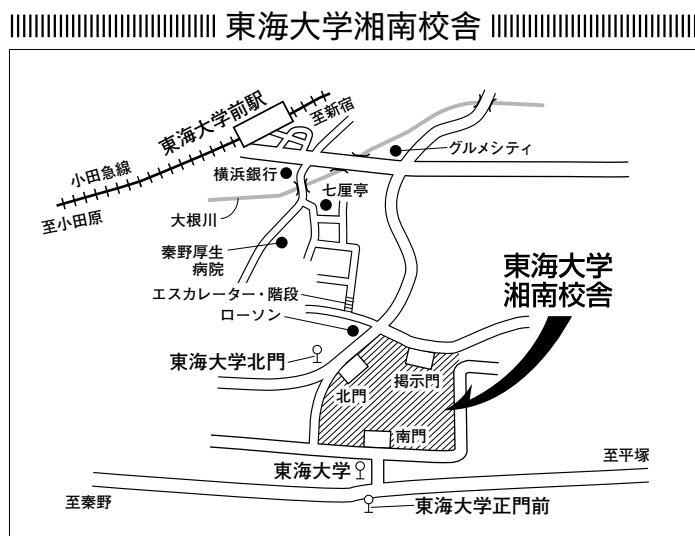 東海大学湘南校舎
東海大学前駅
至新宿
小田急線
至小田原
グルメシティ
横浜銀行
七厘亭
大根川
秦野厚生
病院
東海大学
湘南校舎
エスカレーター・階段
ローソン
東海大学北門
掲示門
北門
南門
東海大学
至平塚
至秦野
東海大学正門前